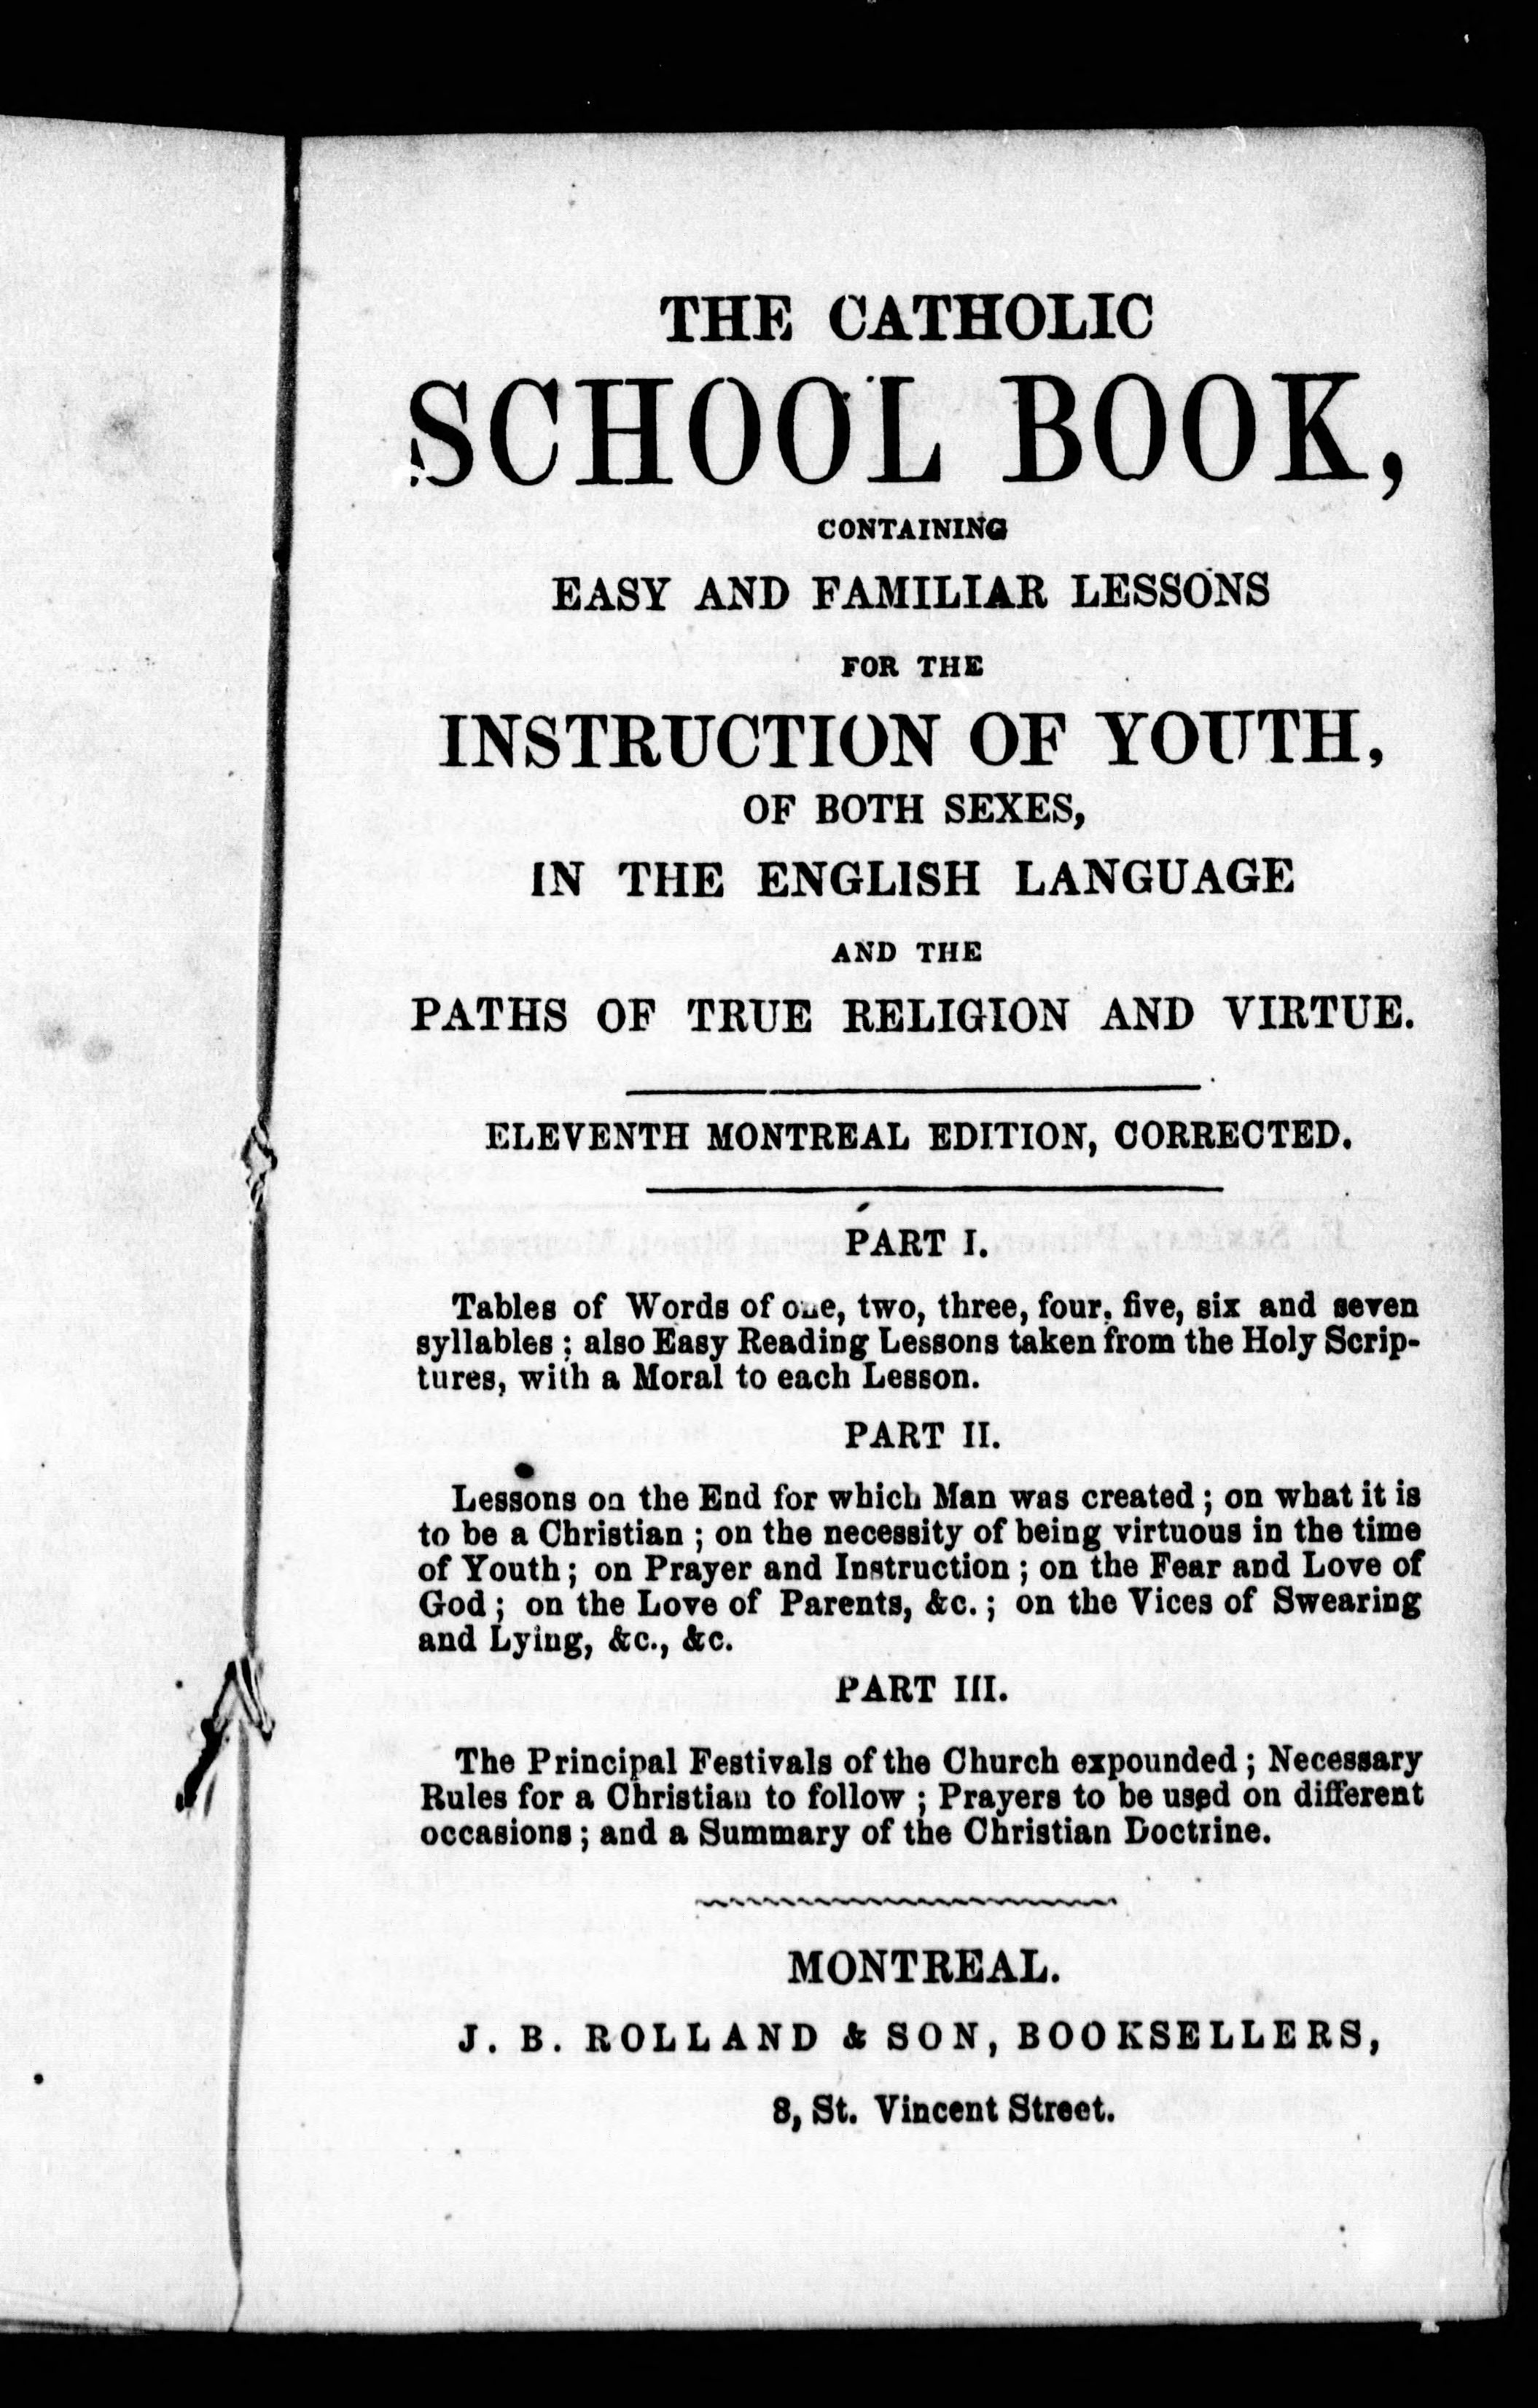 THE CATHOLIC
SCHOOL BOOK,
CONTAINING
EASY AND FAMILIAR LESSONS
FOR THE
INSTRUCTION OF YOUTH,
OF BOTH SEXES,
IN THE ENGLISH LANGUAGE
AND THE
PATHS OF TRUE RELIGION AND VIRTUE.
ELEVENTH MONTREAL EDITION, CORRECTED.
PART I.
Tables of Words of one, two, three, four, five, six and seven
syllables ; also Easy Reading Lessons taken from the Holy Scrip-
tures, with a Moral to each Lesson.
PART II.
Lessons on the End for which Man was created ; on what it is
to be a Christian ; on the necessity of being virtuous in the time
of Youth ; on Prayer and Instruction ; on the Fear and Love of
God ; on the Love of Parents, &c. ; on the Vices of Swearing
and Lying, &c., &c.
PART III.
The Principal Festivals of the Church expounded ; Necessary
Rules for a Christian to follow ; Prayers to be used on different
occasions ; and a Summary of the Christian Doctrine.
MONTREAL.
J. B. ROLLAND & SON, BOOKSELLERS,
8, St. Vincent Street.